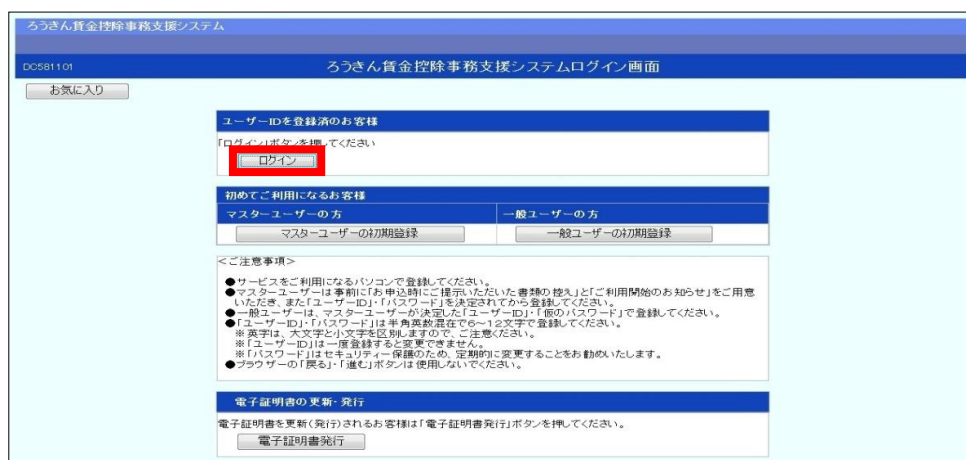 ろうきん賃金控除事務支援システム
DC581101
ろうきん賃金控除事務支援システムログイン画面
お気に入り
ユーザーIDを登録済のお客様
「ログイン」ボタンを押してください
ログイン
初めてご利用になるお客様
マスターユーザーの方
一般ユーザーの方
マスターユーザーの初期登録
一般ユーザーの初期登録
<ご注意事項>
●サービスをご利用になるパソコンで登録してください。
●マスターユーザーは事前に「お申込時にご提示いただいた書類の控え」と「ご利用開始のお知らせ」をご用意
いただき、また「ユーザーID」・「パスワード」を決定されてから登録してください。
●一般ユーザーは、マスターユーザーが決定した「ユーザーID」・「仮のパスワード」で登録してください。
●「ユーザーID」・「パスワード」は半角英数混在で6～12文字で登録してください。
※英字は、大文字と小文字を区別しますので、ご注意ください。
※「ユーザーID」は一度登録すると変更できません。
※「パスワード」はセキュリティー保護のため、定期的に変更することをお勧めいたします。
●ブラウザーの「戻る」・「進む」ボタンは使用しないでください。
電子証明書の更新・発行
電子証明書を更新(発行)されるお客様は「電子証明書発行」ボタンを押してください。
電子証明書発行